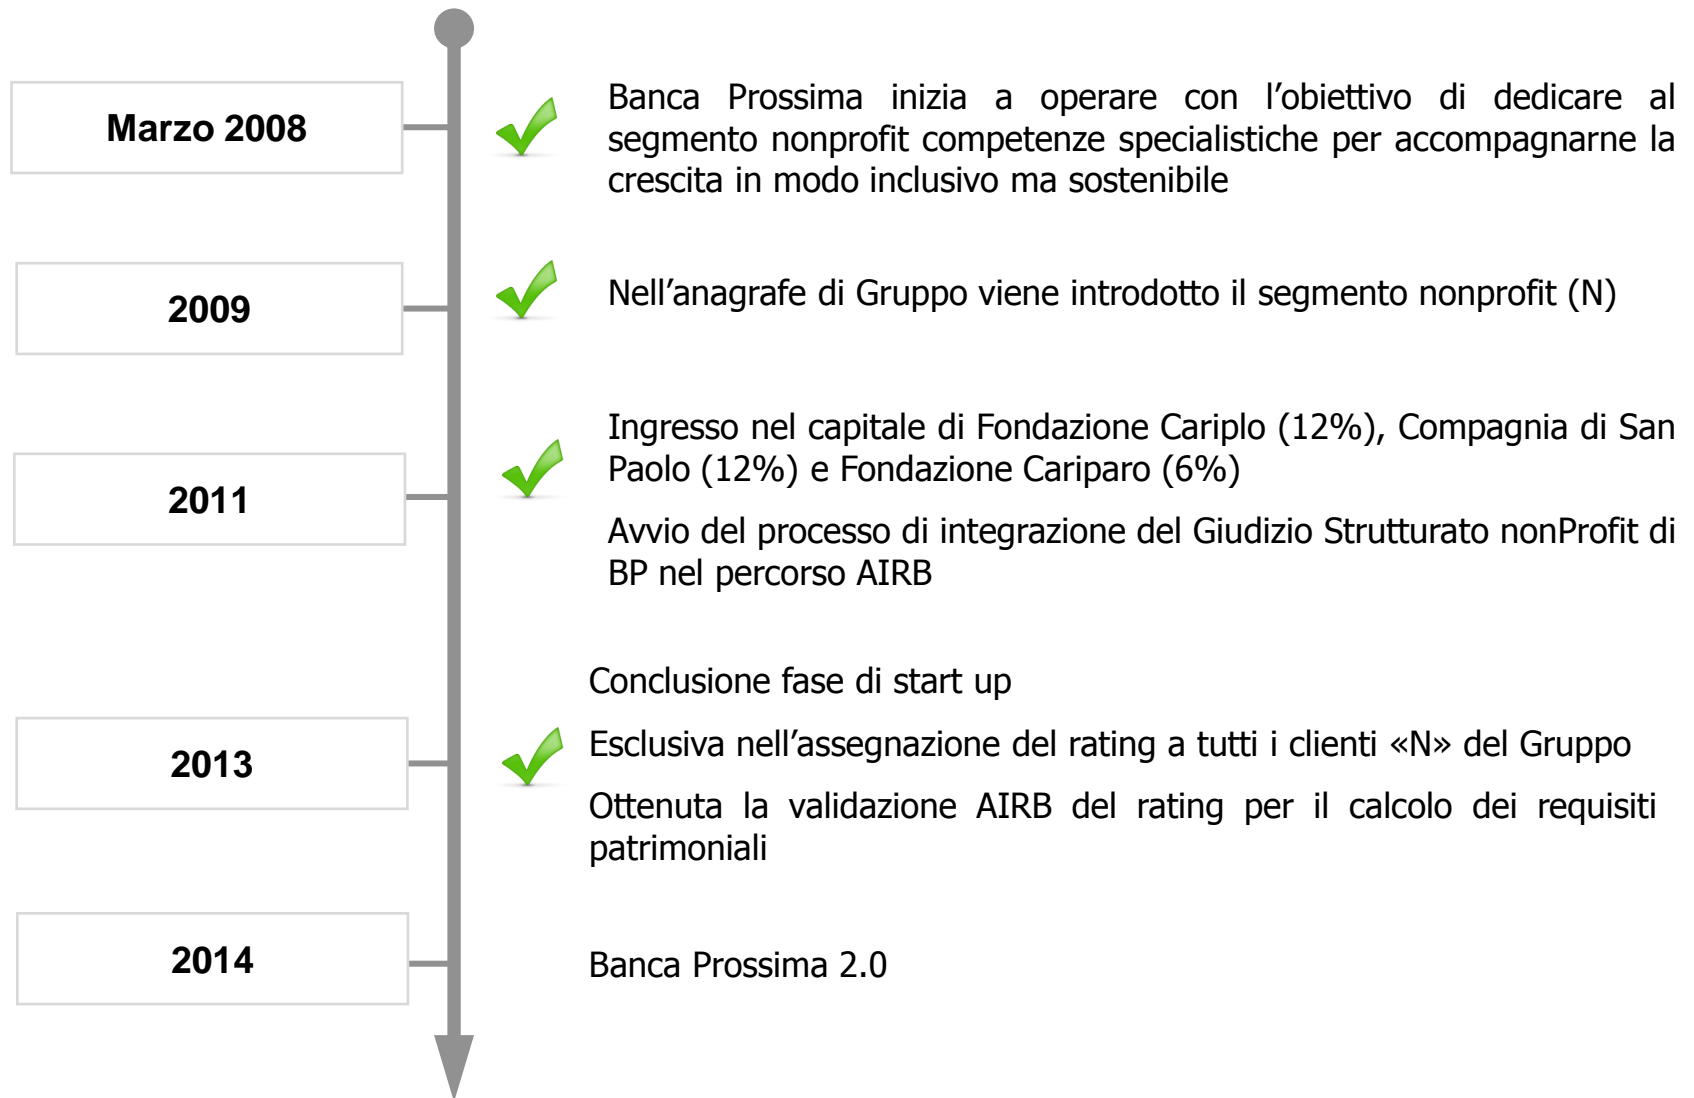 Marzo 2008
Banca Prossima inizia a operare con l’obiettivo di dedicare al
segmento nonprofit competenze specialistiche per accompagnarne la
crescita in modo inclusivo ma sostenibile
2009
Nell’anagrafe di Gruppo viene introdotto il segmento nonprofit (N)
2011
Ingresso nel capitale di Fondazione Cariplo (12%), Compagnia di San
Paolo (12%) e Fondazione Cariparo (6%)
Avvio del processo di integrazione del Giudizio Strutturato nonProfit di
BP nel percorso AIRB
2013
Conclusione fase di start up
Esclusiva nell’assegnazione del rating a tutti i clienti «N» del Gruppo
Ottenuta la validazione AIRB del rating per il calcolo dei requisiti
patrimoniali
2014
Banca Prossima 2.0